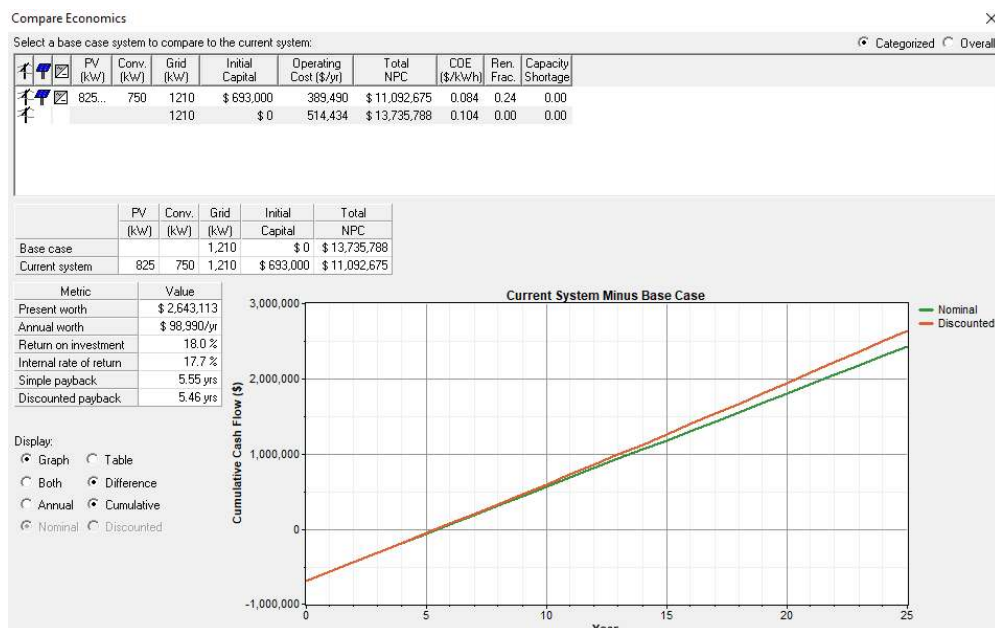 Compare Economics
Select a base case system to compare to the current system:
Categorized Overall
PV (kW) Conv. (kW) Grid (kW) Initial Capital Operating Cost ($/yr) Total NPC COE ($/kWh) Ren. Frac. Capacity Shortage
825... 750 1210 $ 693,000 389,490 $ 11,092,675 0.084 0.24 0.00
1210 $ 0 514,434 $ 13,735,788 0.104 0.00 0.00
PV Conv. Grid Initial Total
(kW) (kW) (kW) Capital NPC
Base case 1,210 $ 0 $ 13,735,788
Current system 825 750 1,210 $ 693,000 $ 11,092,675
Metric Value
Present worth $ 2,643,113
Annual worth $ 98,990/yr
Return on investment 18.0 %
Internal rate of return 17.7 %
Simple payback 5.55 yrs
Discounted payback 5.46 yrs
Display:
Graph Table
Both Difference
Annual Cumulative
Nominal Discounted
Current System Minus Base Case
Cumulative Cash Flow ($)
3,000,000
2,000,000
1,000,000
0
-1,000,000
0 5 10 15 20 25
Year
Nominal
Discounted